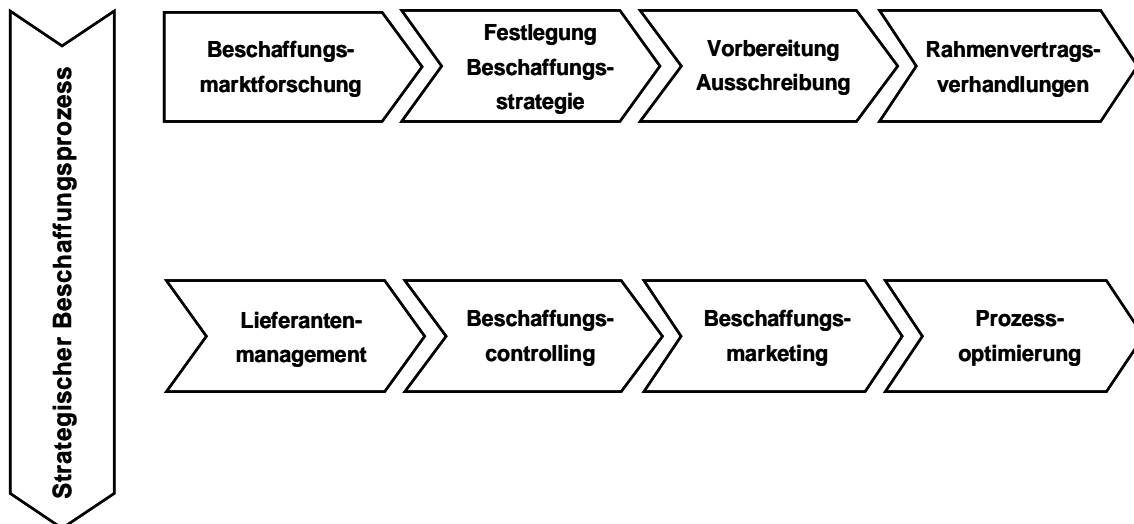 Strategischer Beschaffungsprozess
Beschaffungs-
marktforschung
Festlegung
Beschaffungs-
strategie
Vorbereitung
Ausschreibung
Rahmenvertrags-
verhandlungen
Lieferanten-
management
Beschaffungs-
controlling
Beschaffungs-
marketing
Prozess-
optimierung